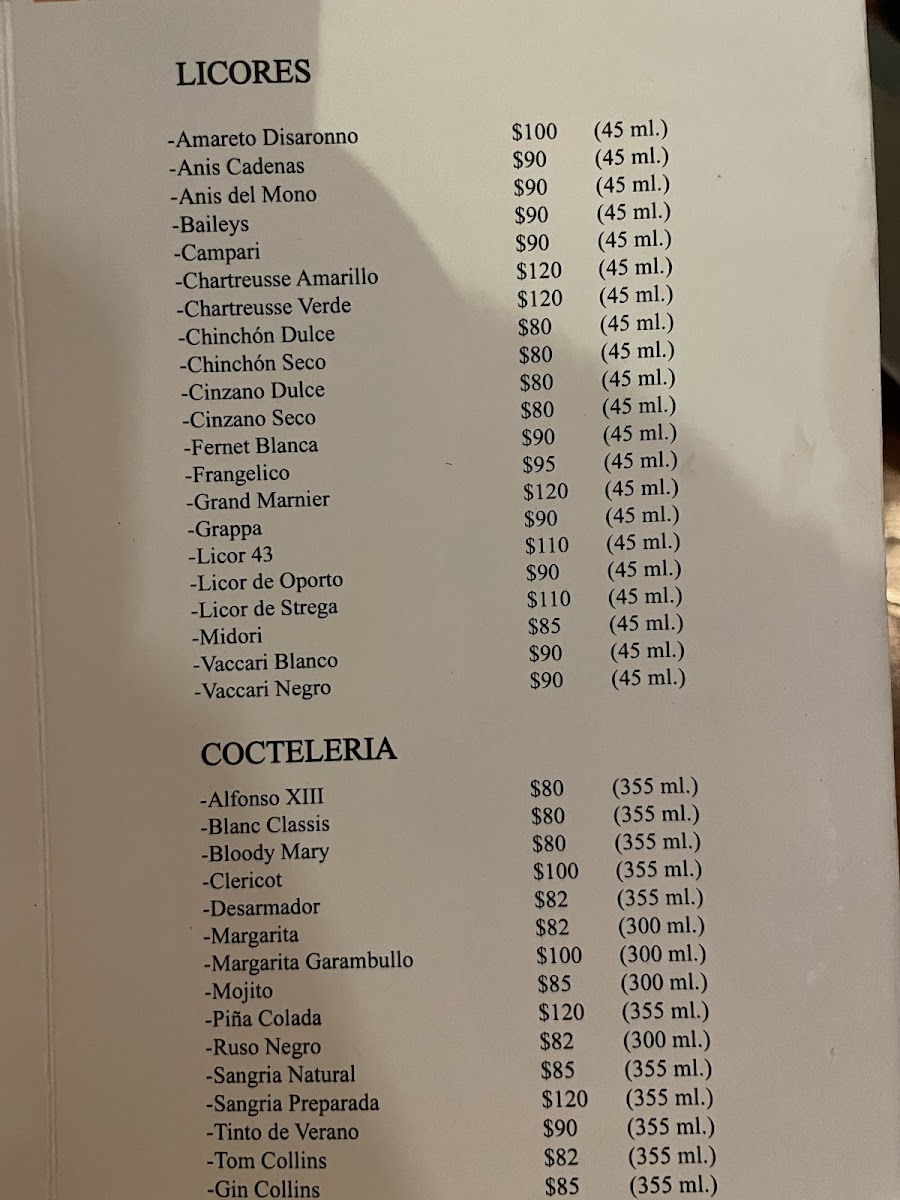 LICORES
-Amareto Disaronno $100 (45 ml.)
-Anis Cadenas $90 (45 ml.)
-Anis del Mono $90 (45 ml.)
-Baileys $90 (45 ml.)
-Campari $90 (45 ml.)
-Chartreusse Amarillo $120 (45 ml.)
-Chartreusse Verde $120 (45 ml.)
-Chinchón Dulce $80 (45 ml.)
-Chinchón Seco $80 (45 ml.)
-Cinzano Dulce $80 (45 ml.)
-Cinzano Seco $80 (45 ml.)
-Fernet Blanca $90 (45 ml.)
-Frangelico $95 (45 ml.)
-Grand Marnier $120 (45 ml.)
-Grappa $90 (45 ml.)
-Licor 43 $110 (45 ml.)
-Licor de Oporto $90 (45 ml.)
-Licor de Strega $110 (45 ml.)
-Midori $85 (45 ml.)
-Vaccari Blanco $90 (45 ml.)
-Vaccari Negro $90 (45 ml.)
COCTELERIA
-Alfonso XIII $80 (355 ml.)
-Blanc Classis $80 (355 ml.)
-Bloody Mary $80 (355 ml.)
-Clericot $100 (355 ml.)
-Desarmador $82 (355 ml.)
-Margarita $82 (300 ml.)
-Margarita Garambullo $100 (300 ml.)
-Mojito $85 (300 ml.)
-Piña Colada $120 (355 ml.)
-Ruso Negro $82 (300 ml.)
-Sangria Natural $85 (355 ml.)
-Sangria Preparada $120 (355 ml.)
-Tinto de Verano $90 (355 ml.)
-Tom Collins $82 (355 ml.)
-Gin Collins $85 (355 ml.)